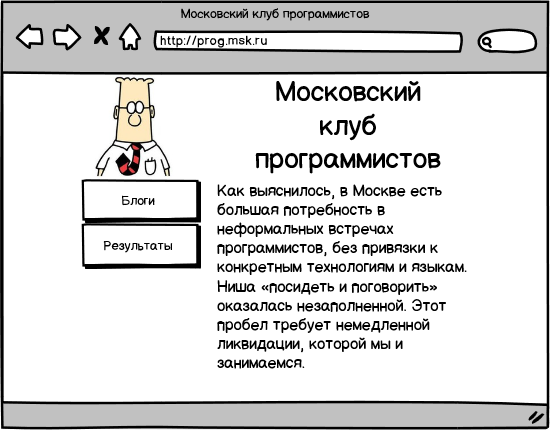 Московский клуб программистов
http://prog.msk.ru
Московский
клуб
программистов
Блоги
Результаты
Как выяснилось, в Москве есть
большая потребность в
неформальных встречах
программистов, без привязки к
конкретным технологиям и языкам.
Ниша «посидеть и поговорить»
оказалась незаполненной. Этот
пробел требует немедленной
ликвидации, которой мы и
занимаемся.